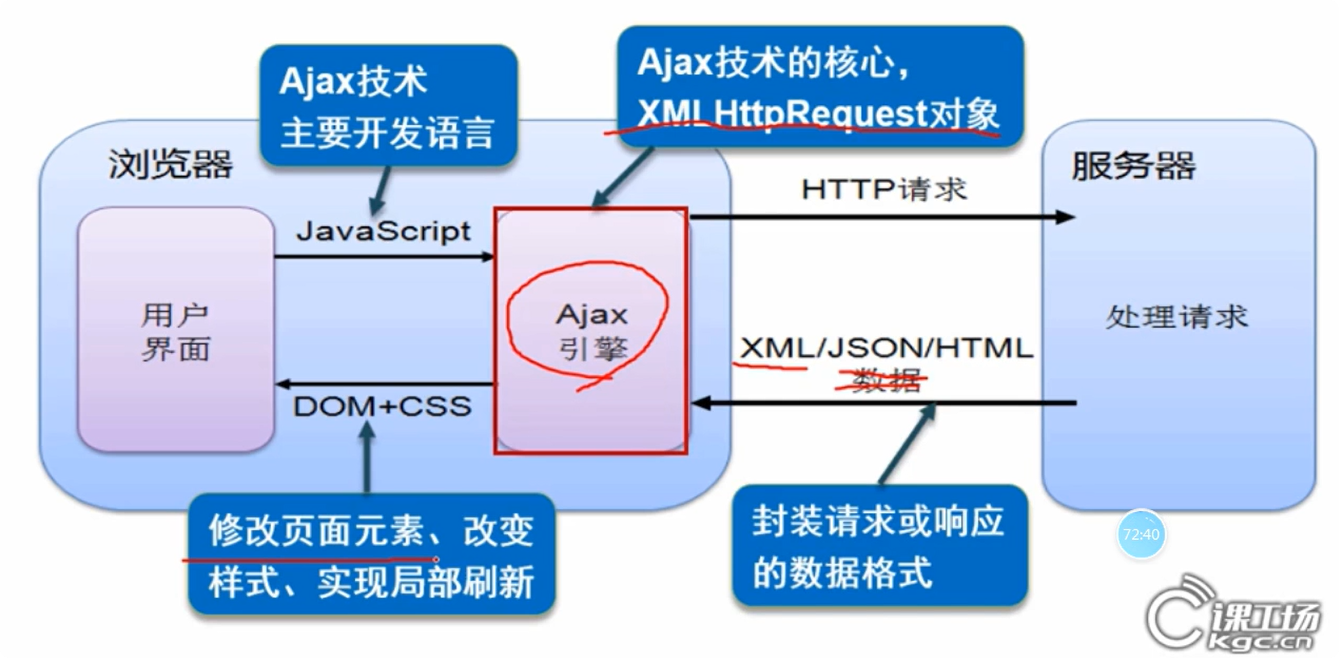 Ajax技术
主要开发语言
Ajax技术的核心,
XMLHttpRequest对象
浏览器
服务器
HTTP请求
JavaScript
用户
界面
Ajax
引擎
处理请求
XML/JSON/HTML
数据
DOM+CSS
修改页面元素、改变
样式、实现局部刷新
封装请求或响应
的数据格式
72:40
课工场
kgc.cn